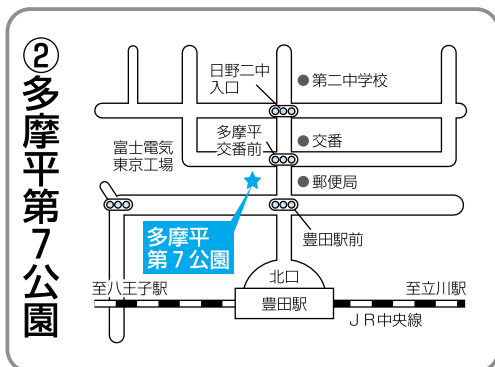 ②多摩平第7公園
日野二中
入口
第二中学校
多摩平
交番前
交番
富士電気
東京工場
郵便局
多摩平
第7公園
豊田駅前
北口
至八王子駅
豊田駅
至立川駅
JR中央線